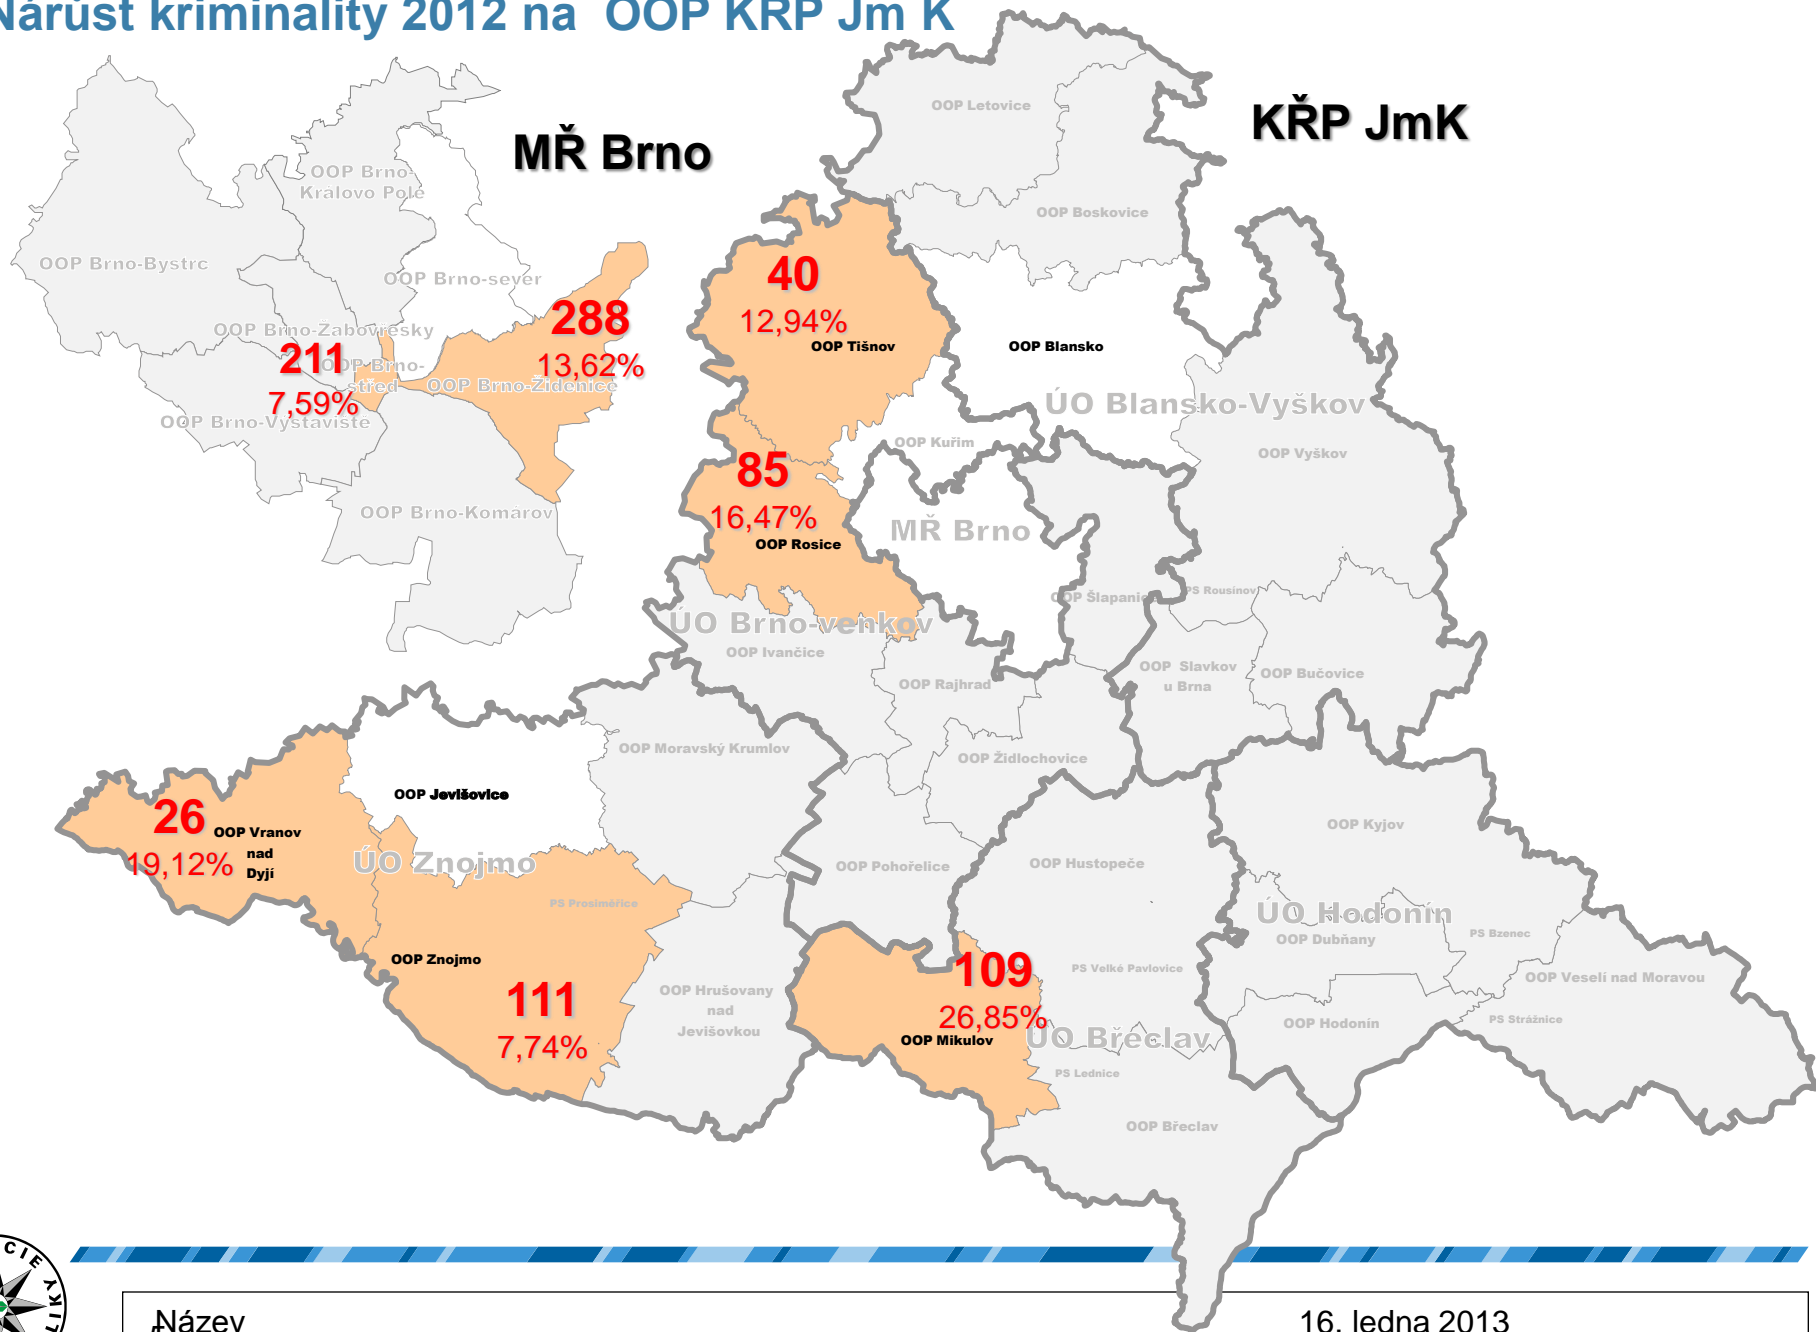 Nárůst kriminality 2012 na OOP KŘP Jm K
MŘ Brno
KŘP JmK
OOP Letovice
OOP Boskovice
OOP Brno-
Královo Pole
OOP Brno-Bystrc
OOP Brno-sever
288
13,62%
OOP Brno-Žabovřesky
211
7,59%
OOP Brno-
střed
OOP Brno-Židenice
OOP Brno-Výstaviště
OOP Brno-Komárov
40
12,94%
OOP Tišnov
OOP Blansko
ÚO Blansko-Vyškov
OOP Kuřim
OOP Vyškov
85
16,47%
OOP Rosice
MŘ Brno
OOP Šlapanic
PS Rousínov
ÚO Brno-venkov
OOP Ivančice
OOP Rajhrad
OOP Slavkov
u Brna
OOP Bučovice
OOP Moravský Krumlov
OOP Židlochovice
OOP Jevišovice
26
19,12%
OOP Vranov
nad
Dyjí
ÚO Znojmo
PS Prosiměřice
OOP Pohořelice
OOP Hustopeče
OOP Kyjov
ÚO Hodonín
OOP Dubňany
PS Bzenec
OOP Znojmo
111
7,74%
OOP Hrušovany
nad
Jevišovkou
109
26,85%
OOP Mikulov
PS Velké Pavlovice
OOP Veselí nad Moravou
PS Strážnice
OOP Hodonín
ÚO Břeclav
PS Lednice
OOP Břeclav
Název
16. ledna 2013